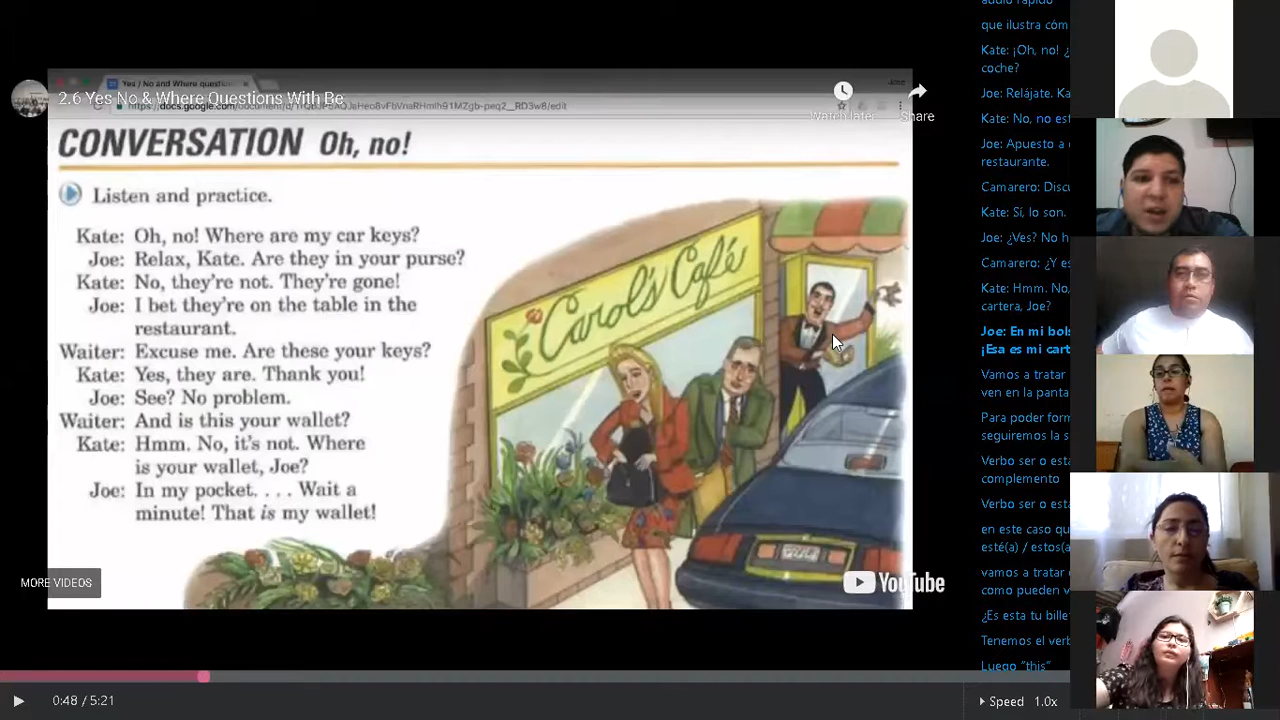 Yes / No and Where question
2.6 Yes No & Where Questions With Be
Watch later
Share
CONVERSATION Oh, no!
Listen and practice.
Kate: Oh, no! Where are my car keys?
Joe: Relax, Kate. Are they in your purse?
Kate: No, they're not. They're gone!
Joe: I bet they're on the table in the
restaurant.
Waiter: Excuse me. Are these your keys?
Kate: Yes, they are. Thank you!
Joe: See? No problem.
Waiter: And is this your wallet?
Kate: Hmm. No, it's not. Where
is your wallet, Joe?
Joe: In my pocket. . . . Wait a
minute! That is my wallet!
Carol's Café
MORE VIDEOS
YouTube
0:48 / 5:21
Speed 1.0x
audio rápido
que ilustra cóm
Kate: ¡Oh, no! ¿
coche?
Joe: Relájate. Ka
Kate: No, no est
Joe: Apuesto a
restaurante.
Camarero: Discu
Kate: Sí, lo son.
Joe: ¿Ves? No h
Camarero: ¿Y es
Kate: Hmm. No,
cartera, Joe?
Joe: En mi bols
¡Esa es mi cart
Vamos a tratar
ven en la panta
Para poder form
seguiremos la s
Verbo ser o esta
complemento
Verbo ser o esta
en este caso qu
esté(a) / estos(a
vamos a tratar
como pueden v
¿Es esta tu bille
Tenemos el verb
Luego "this"